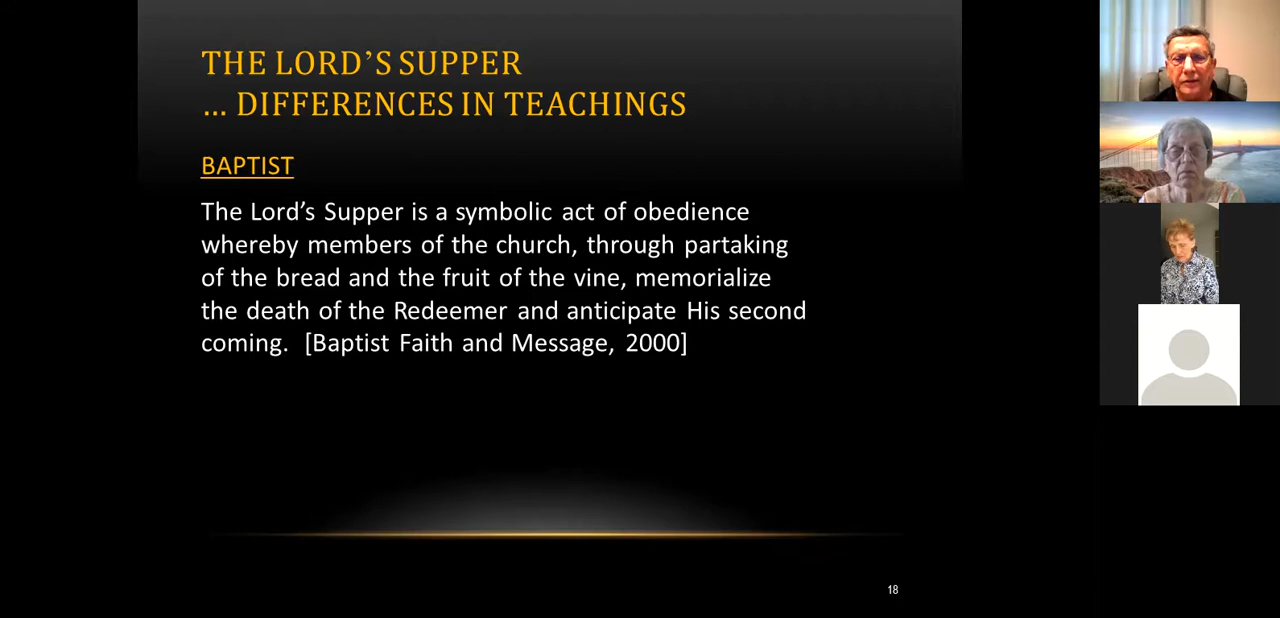 THE LORD’S SUPPER
… DIFFERENCES IN TEACHINGS
BAPTIST
The Lord’s Supper is a symbolic act of obedience
whereby members of the church, through partaking
of the bread and the fruit of the vine, memorialize
the death of the Redeemer and anticipate His second
coming.  [Baptist Faith and Message, 2000]
18